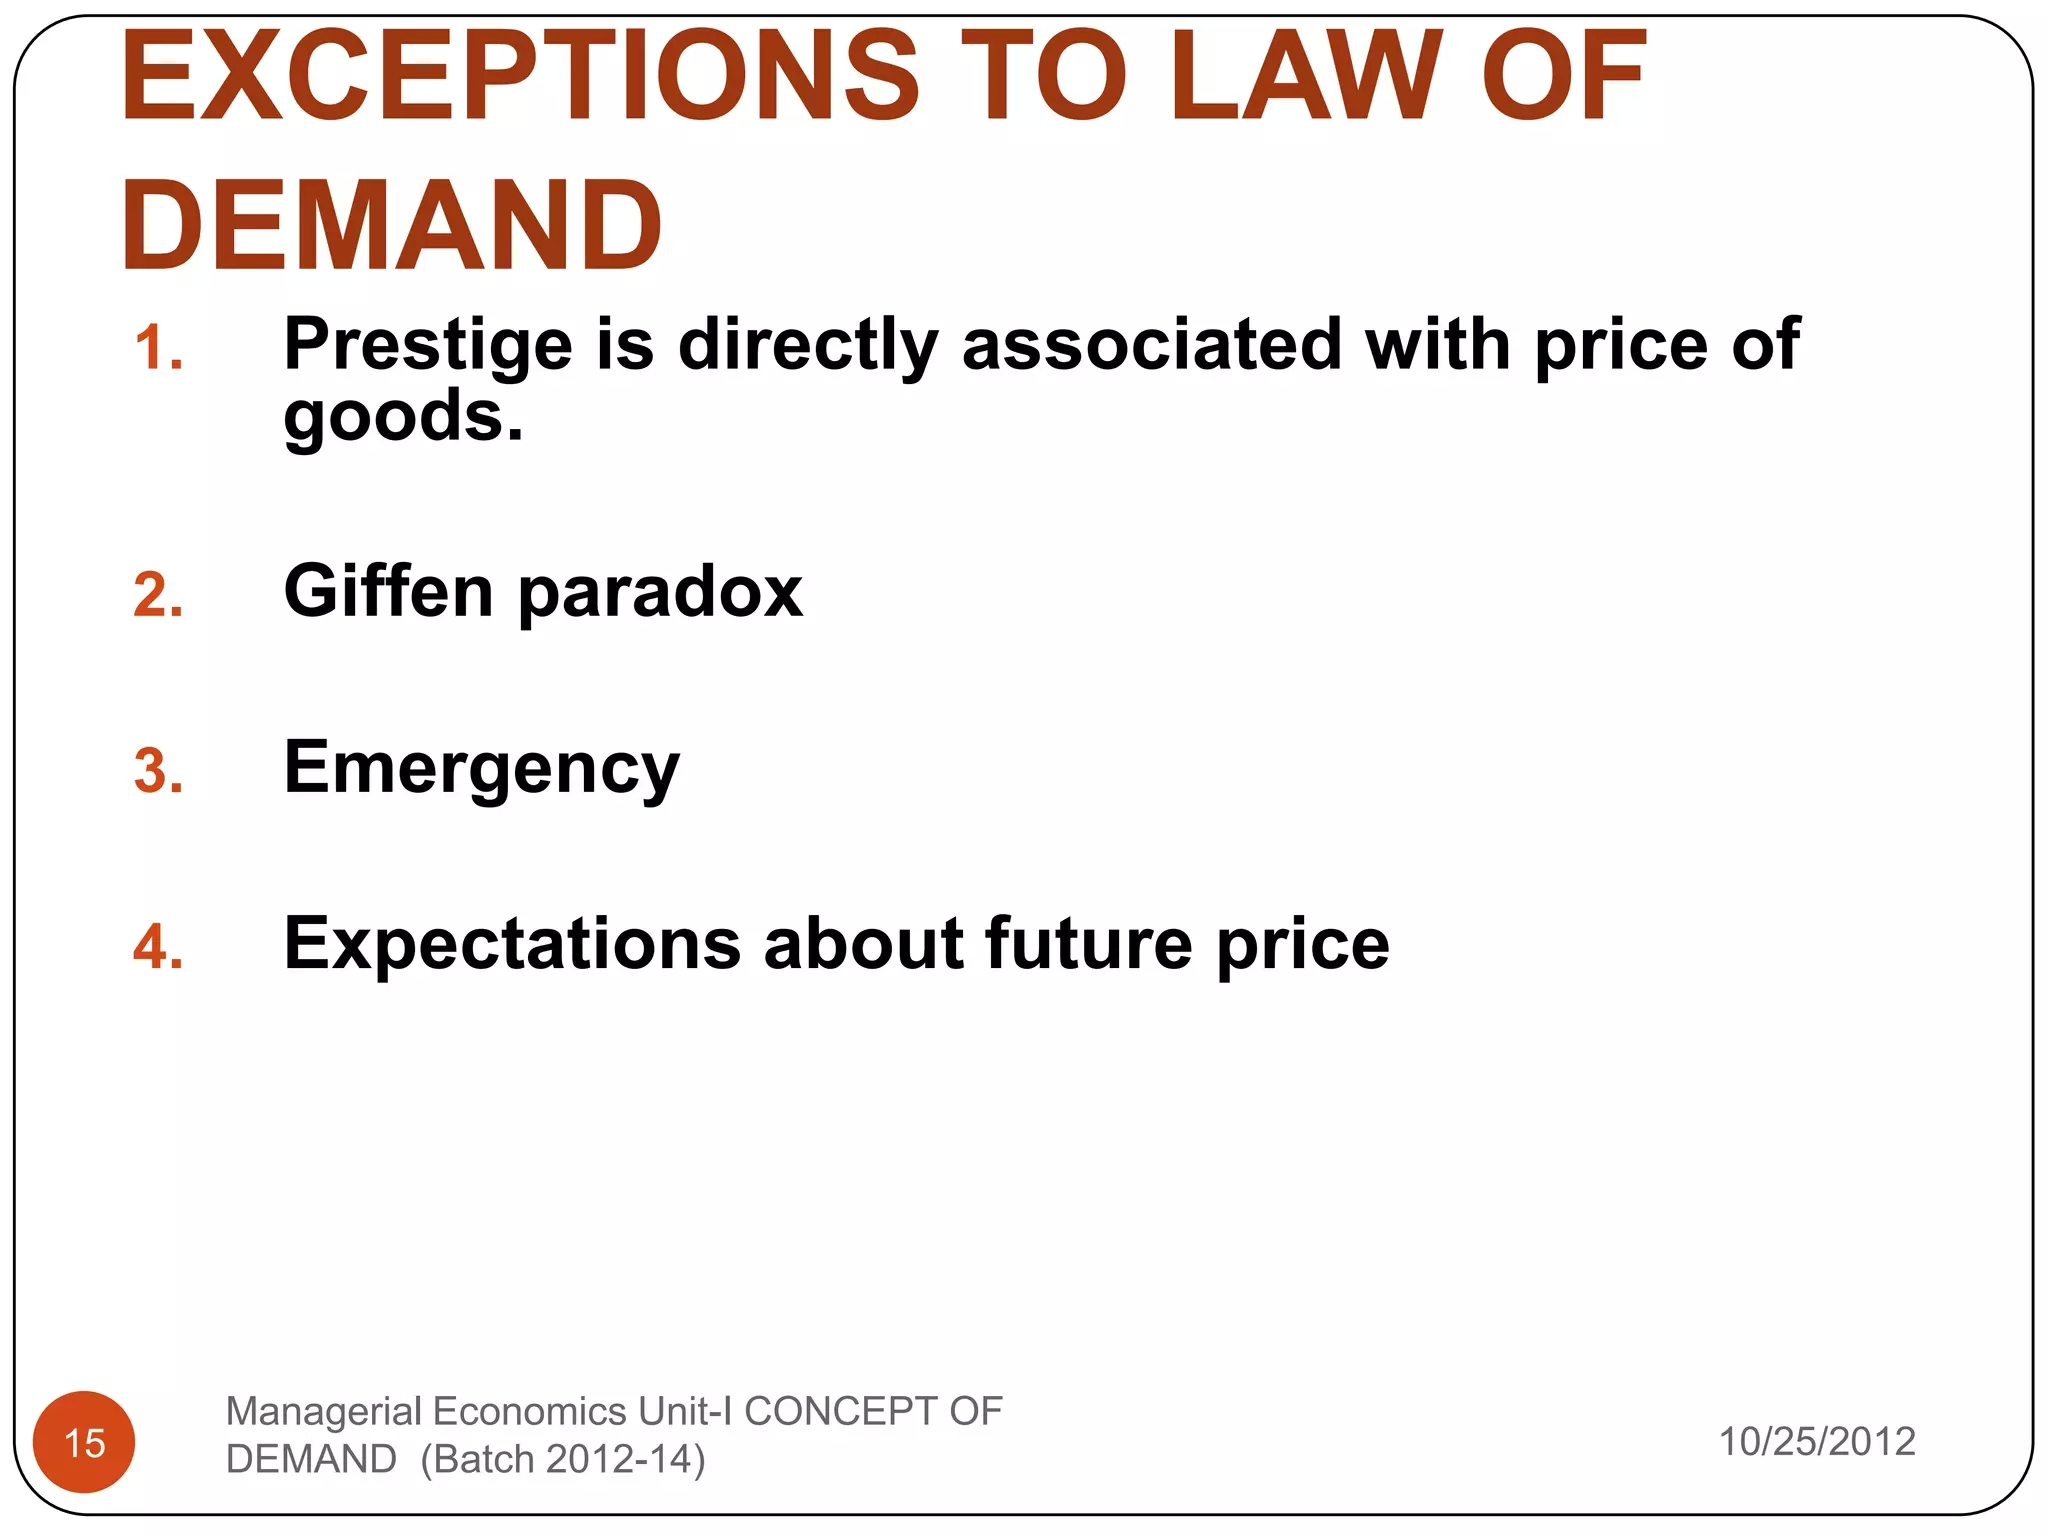 EXCEPTIONS TO LAW OF
DEMAND
1. Prestige is directly associated with price of
goods.
2. Giffen paradox
3. Emergency
4. Expectations about future price
15
Managerial Economics Unit-I CONCEPT OF
DEMAND (Batch 2012-14)
10/25/2012